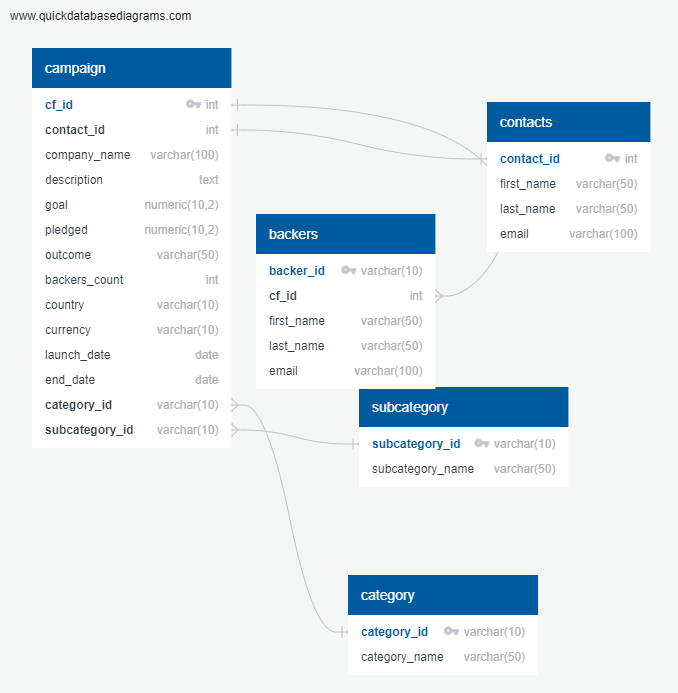 www.quickdatabasediagrams.com
campaign
cf_id int
contact_id int
company_name varchar(100)
description text
goal numeric(10,2)
pledged numeric(10,2)
outcome varchar(50)
backers_count int
country varchar(10)
currency varchar(10)
launch_date date
end_date date
category_id varchar(10)
subcategory_id varchar(10)
contacts
contact_id int
first_name varchar(50)
last_name varchar(50)
email varchar(100)
backers
backer_id varchar(10)
cf_id int
first_name varchar(50)
last_name varchar(50)
email varchar(100)
subcategory
subcategory_id varchar(10)
subcategory_name varchar(50)
category
category_id varchar(10)
category_name varchar(50)